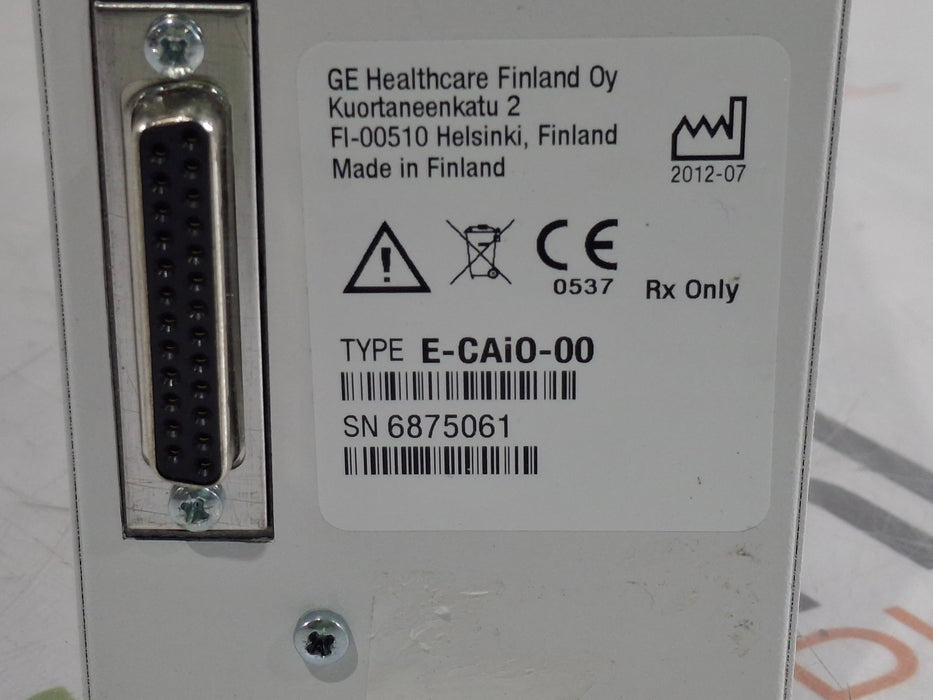 GE Healthcare Finland Oy
Kuortaneenkatu 2
FI-00510 Helsinki, Finland
Made in Finland
2012-07
CE
0537
Rx Only
TYPE E-CAiO-00
SN 6875061